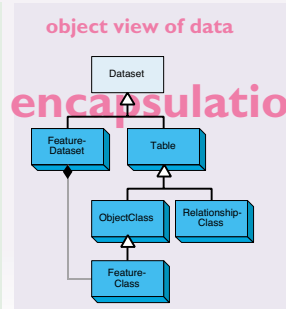 object view of data
Dataset
encapsulatio
Feature-
Dataset
Table
ObjectClass
Relationship-
Class
Feature-
Class